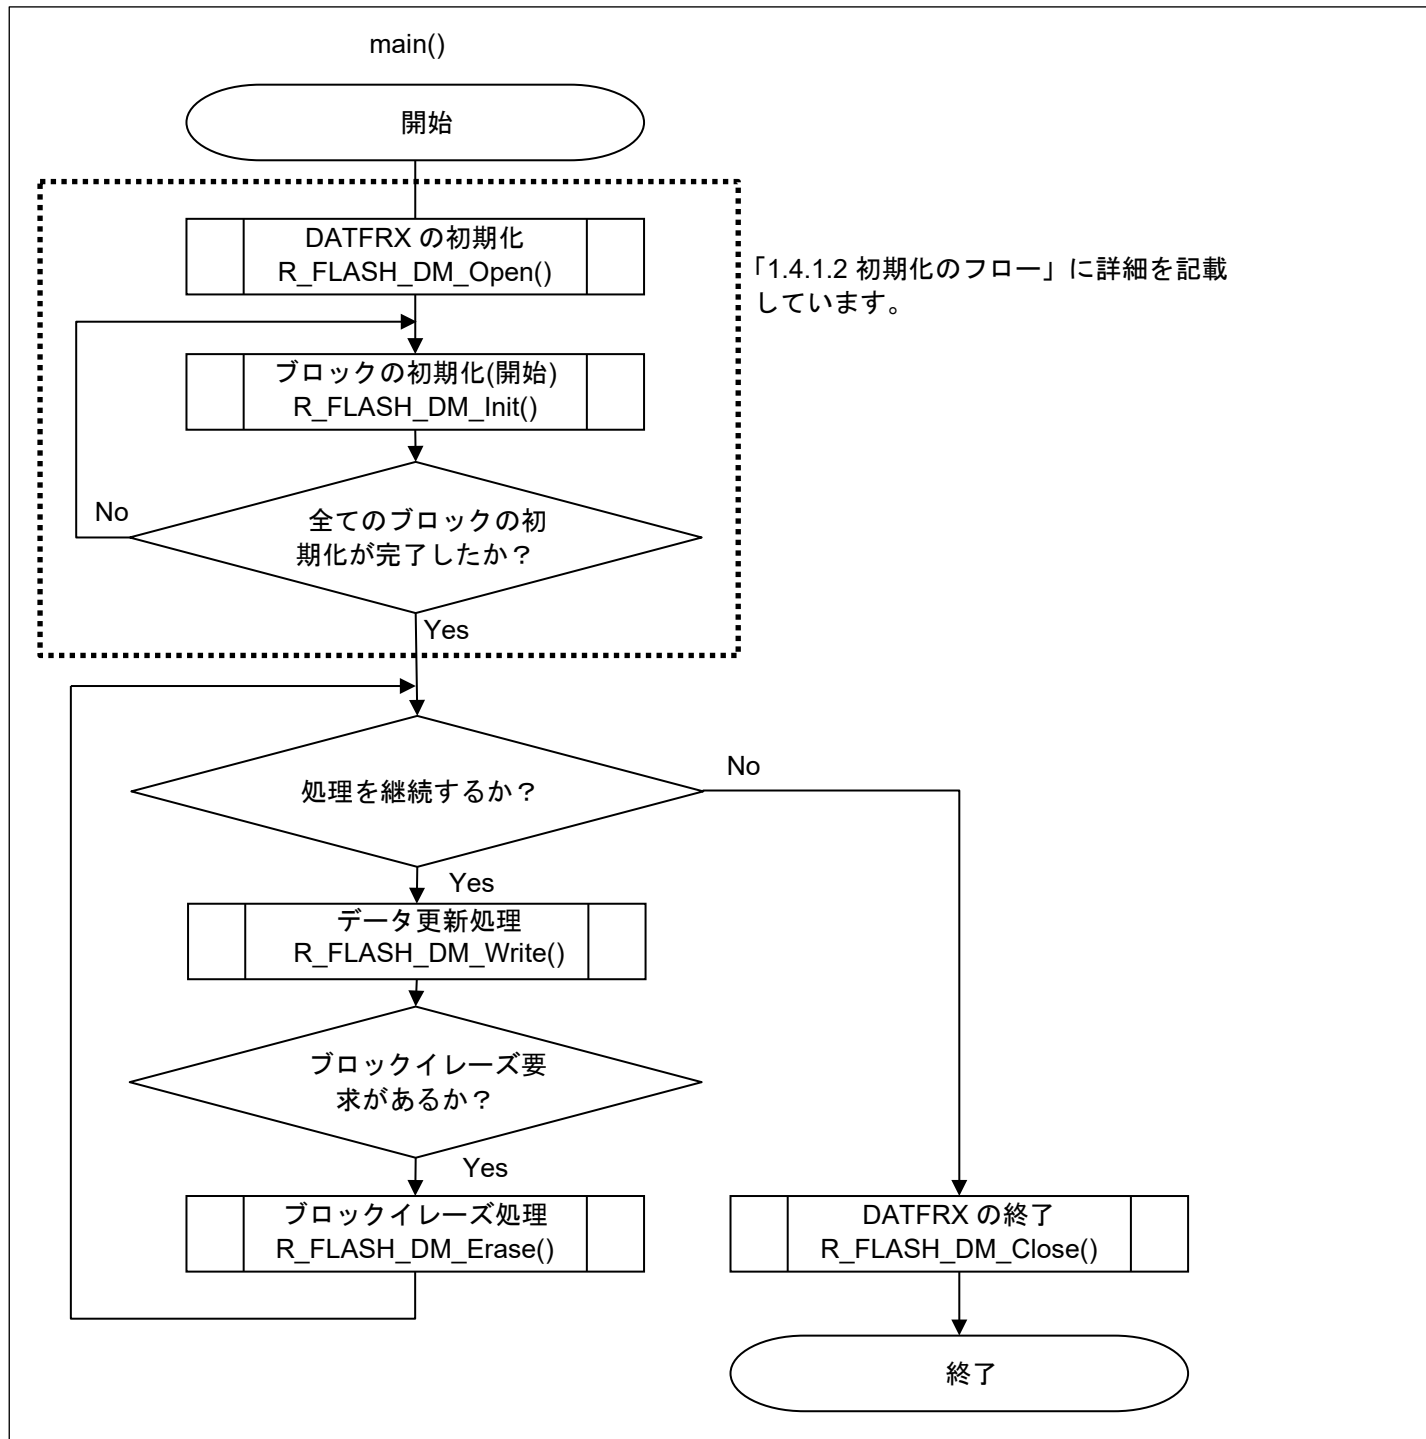 main()
開始
DATFRX の初期化
R_FLASH_DM_Open()
「1.4.1.2 初期化のフロー」に詳細を記載
しています。
ブロックの初期化(開始)
R_FLASH_DM_Init()
No
全てのブロックの初
期化が完了したか？
Yes
処理を継続するか？
No
Yes
データ更新処理
R_FLASH_DM_Write()
ブロックイレーズ要
求があるか？
Yes
ブロックイレーズ処理
R_FLASH_DM_Erase()
DATFRX の終了
R_FLASH_DM_Close()
終了